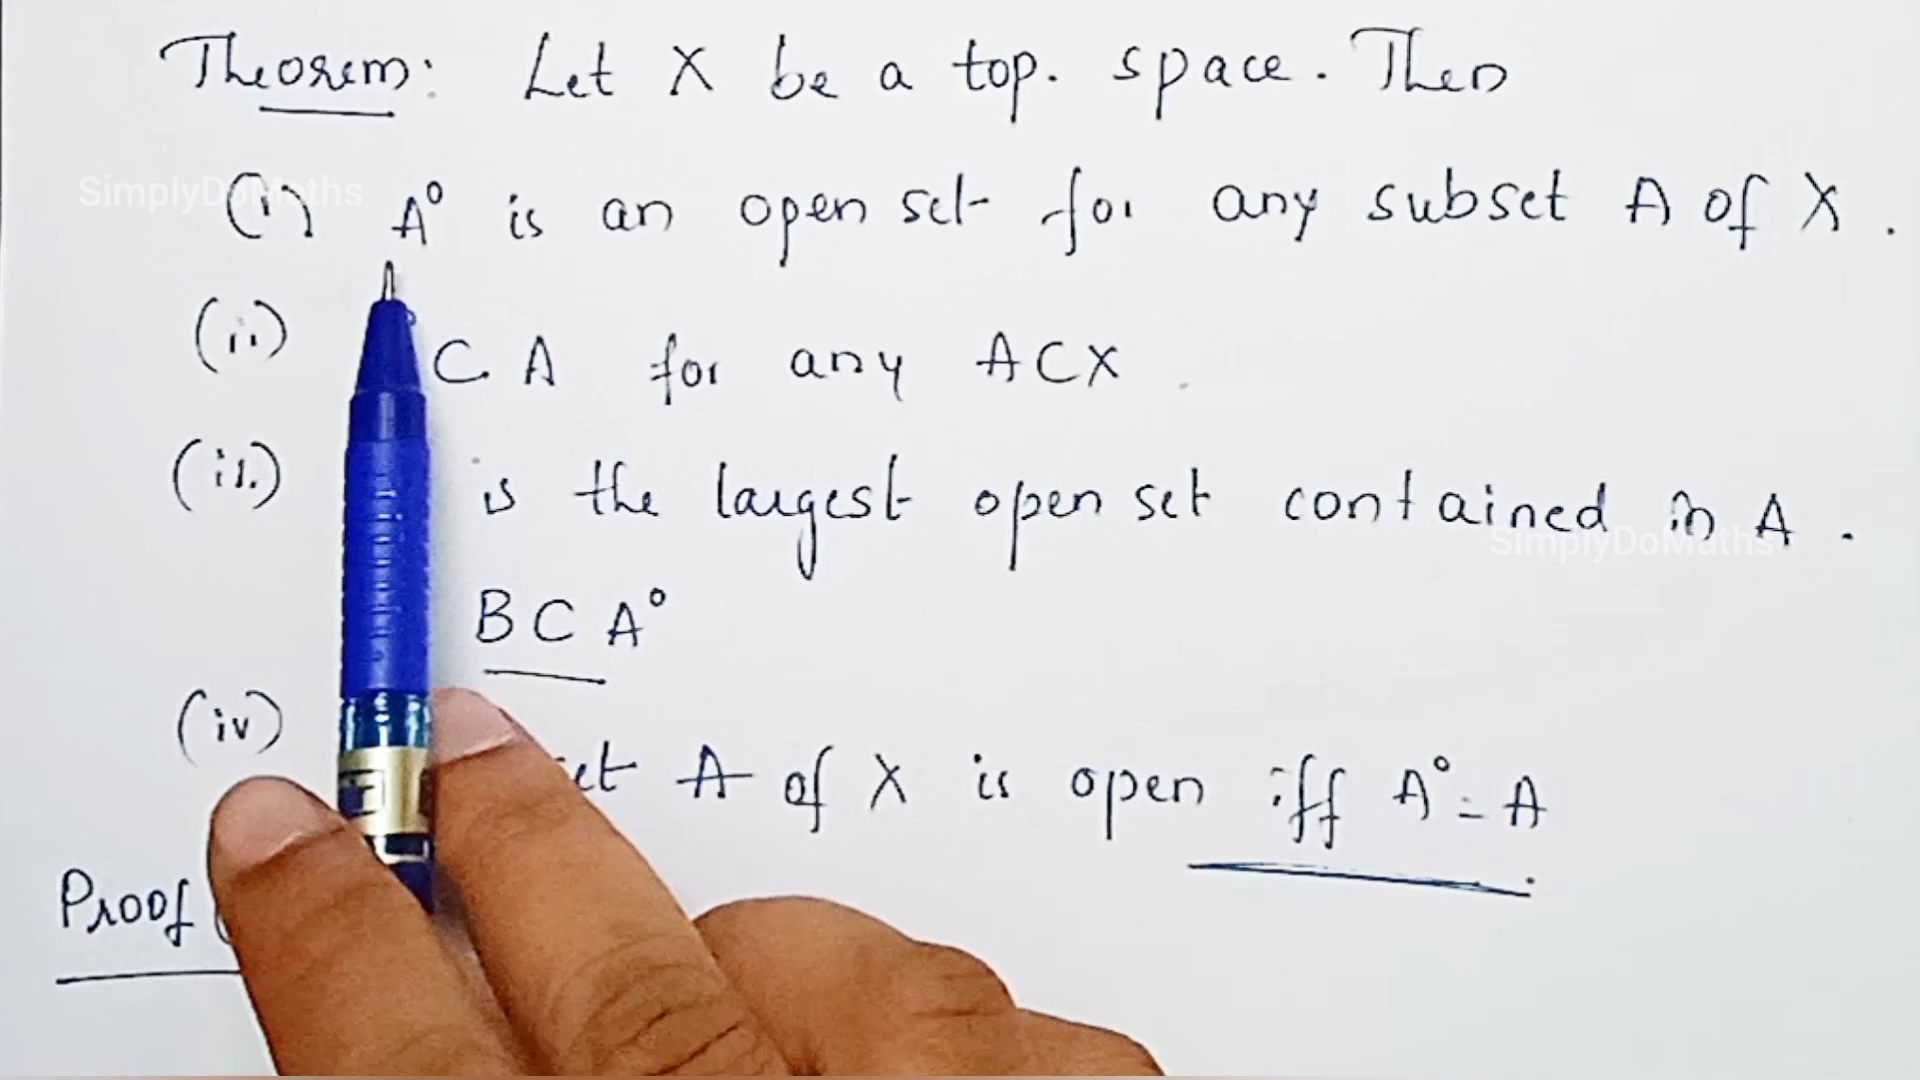 Theorem: Let X be a top. space. Then
SimplyDoMaths
(i) A° is an open set for any subset A of X.
(ii) ⊂ A for any A⊂X.
(iii) is the largest open set contained in A.
SimplyDoMaths
B ⊂ A°
(iv) A of X is open iff A° = A
Proof